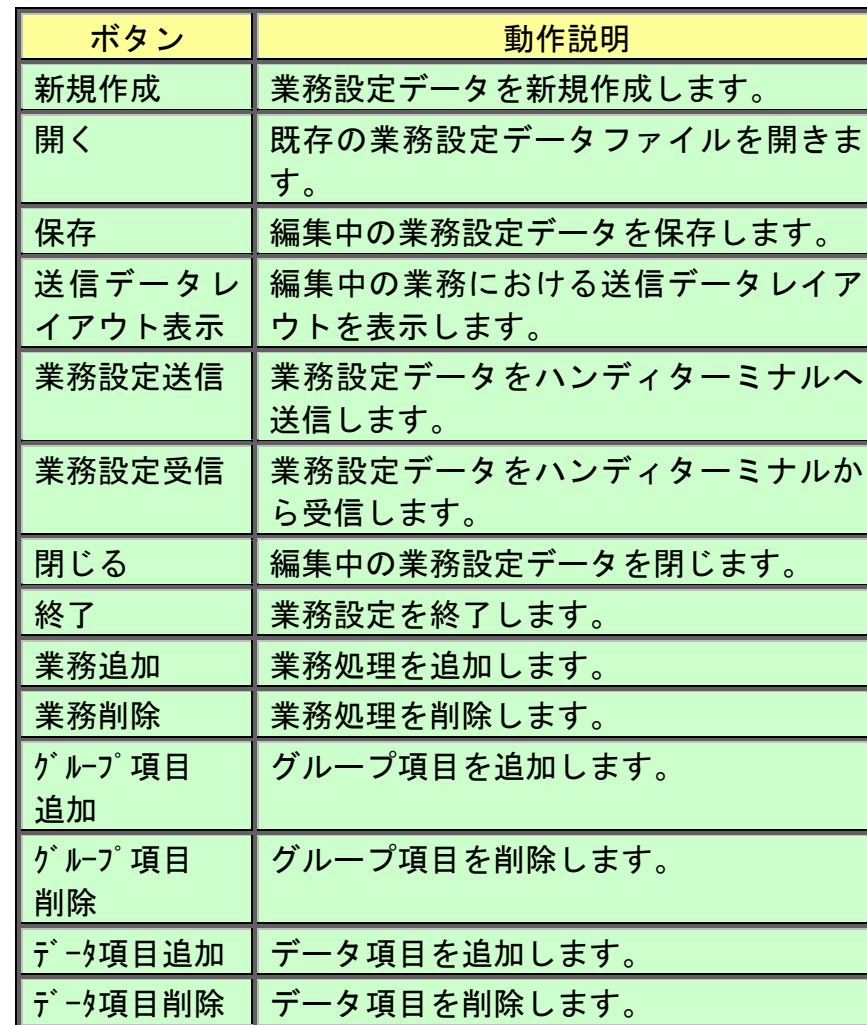 ボタン 動作説明
新規作成 業務設定データを新規作成します。
開く 既存の業務設定データファイルを開きま
す。
保存 編集中の業務設定データを保存します。
送信データレ 編集中の業務における送信データレイア
イアウト表示 ウトを表示します。
業務設定送信 業務設定データをハンディターミナルへ
送信します。
業務設定受信 業務設定データをハンディターミナルか
ら受信します。
閉じる 編集中の業務設定データを閉じます。
終了 業務設定を終了します。
業務追加 業務処理を追加します。
業務削除 業務処理を削除します。
グループ項目 グループ項目を追加します。
追加
グループ項目 グループ項目を削除します。
削除
データ項目追加 データ項目を追加します。
データ項目削除 データ項目を削除します。